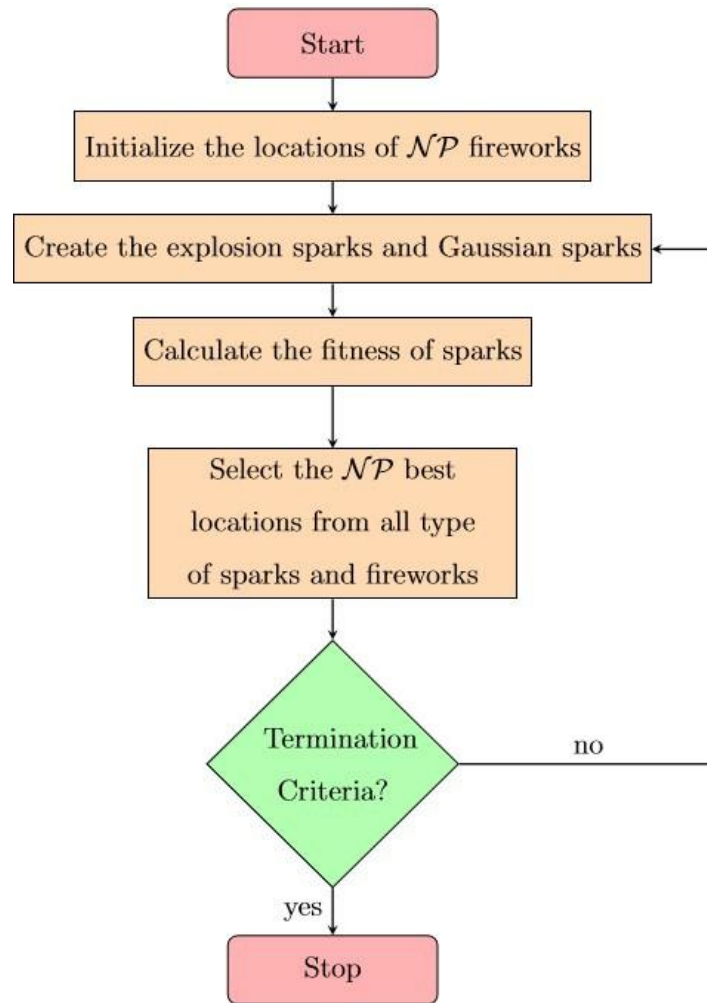 Start
Initialize the locations of 𝒩𝒫 fireworks
Create the explosion sparks and Gaussian sparks
Calculate the fitness of sparks
Select the 𝒩𝒫 best
locations from all type
of sparks and fireworks
Termination
Criteria?
no
yes
Stop